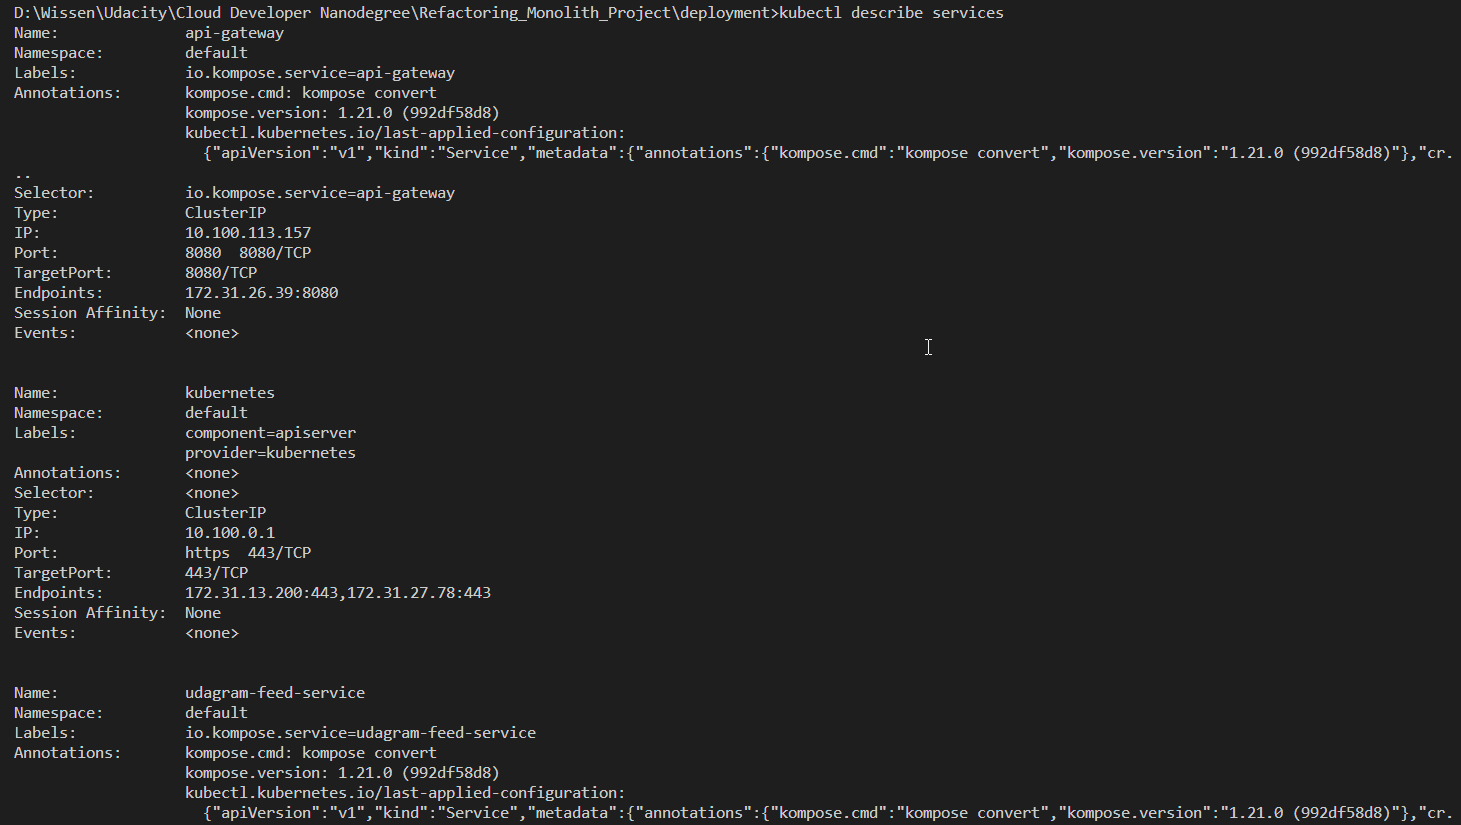 D:\Wissen\Udacity\Cloud Developer Nanodegree\Refactoring_Monolith_Project\deployment>kubectl describe services
Name:              api-gateway
Namespace:         default
Labels:            io.kompose.service=api-gateway
Annotations:       kompose.cmd: kompose convert
                   kompose.version: 1.21.0 (992df58d8)
                   kubectl.kubernetes.io/last-applied-configuration:
                     {"apiVersion":"v1","kind":"Service","metadata":{"annotations":{"kompose.cmd":"kompose convert","kompose.version":"1.21.0 (992df58d8)"},"cr.
..
Selector:          io.kompose.service=api-gateway
Type:              ClusterIP
IP:                10.100.113.157
Port:              8080  8080/TCP
TargetPort:        8080/TCP
Endpoints:         172.31.26.39:8080
Session Affinity:  None
Events:            <none>
Name:              kubernetes
Namespace:         default
Labels:            component=apiserver
                   provider=kubernetes
Annotations:       <none>
Selector:          <none>
Type:              ClusterIP
IP:                10.100.0.1
Port:              https  443/TCP
TargetPort:        443/TCP
Endpoints:         172.31.13.200:443,172.31.27.78:443
Session Affinity:  None
Events:            <none>
Name:              udagram-feed-service
Namespace:         default
Labels:            io.kompose.service=udagram-feed-service
Annotations:       kompose.cmd: kompose convert
                   kompose.version: 1.21.0 (992df58d8)
                   kubectl.kubernetes.io/last-applied-configuration:
                     {"apiVersion":"v1","kind":"Service","metadata":{"annotations":{"kompose.cmd":"kompose convert","kompose.version":"1.21.0 (992df58d8)"},"cr.